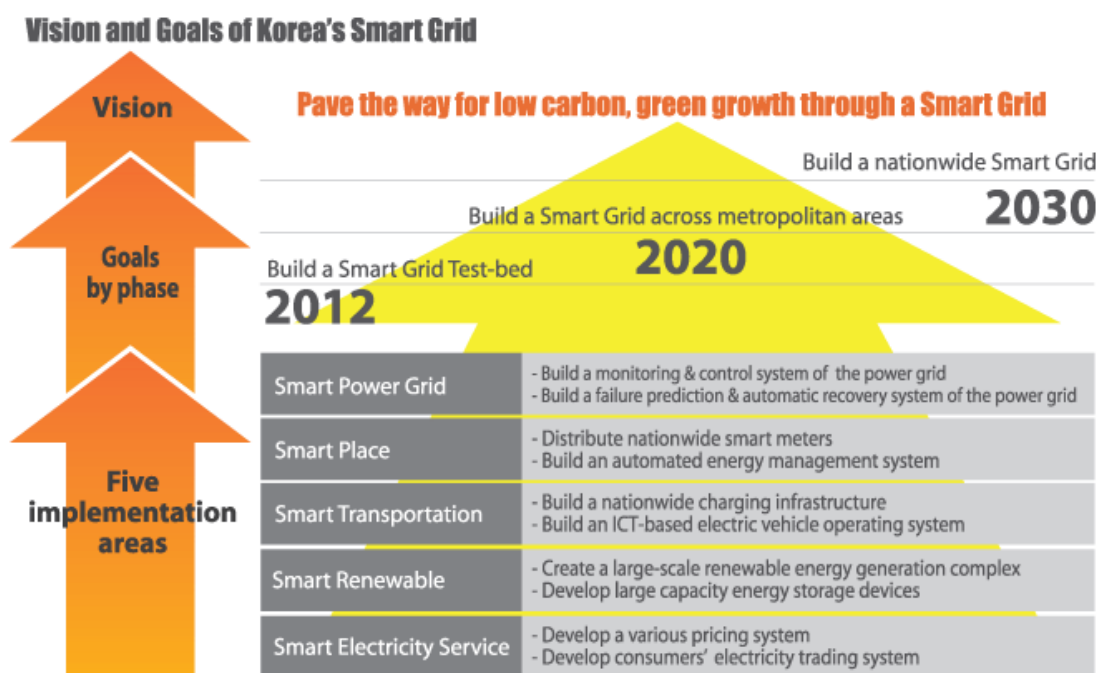 Vision and Goals of Korea's Smart Grid
Vision
Pave the way for low carbon, green growth through a Smart Grid
Build a nationwide Smart Grid
2030
Build a Smart Grid across metropolitan areas
2020
Goals
by phase
Build a Smart Grid Test-bed
2012
Five
implementation
areas
Smart Power Grid
- Build a monitoring & control system of the power grid
- Build a failure prediction & automatic recovery system of the power grid
Smart Place
- Distribute nationwide smart meters
- Build an automated energy management system
Smart Transportation
- Build a nationwide charging infrastructure
- Build an ICT-based electric vehicle operating system
Smart Renewable
- Create a large-scale renewable energy generation complex
- Develop large capacity energy storage devices
Smart Electricity Service
- Develop a various pricing system
- Develop consumers' electricity trading system